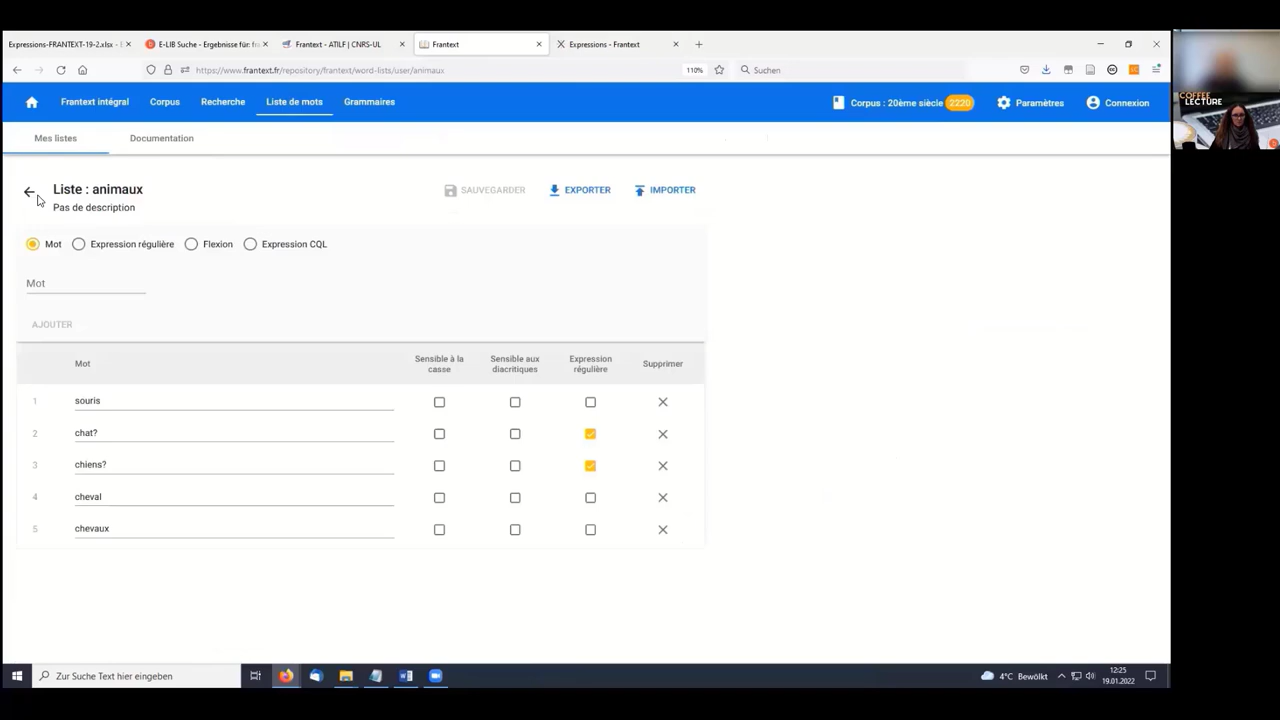 Expressions-FRANTEXT-19-2.xlsx - E
E-LIB Suche - Ergebnisse für: fr
Frantext - ATILF | CNRS-UL
Frantext
Expressions - Frantext
https://www.frantext.fr/repository/frantext/word-lists/user/animaux
110%
Suchen
Frantext intégral
Corpus
Recherche
Liste de mots
Grammaires
Corpus : 20ème siècle 2220
Paramètres
Connexion
Mes listes
Documentation
Liste : animaux
Pas de description
SAUVEGARDER
EXPORTER
IMPORTER
Mot
Expression régulière
Flexion
Expression CQL
Mot
AJOUTER
Mot
Sensible à la
casse
Sensible aux
diacritiques
Expression
régulière
Supprimer
1 souris
2 chat?
3 chiens?
4 cheval
5 chevaux
COFFEE
LECTURE
Zur Suche Text hier eingeben
4°C Bewölkt
12:25
19.01.2022